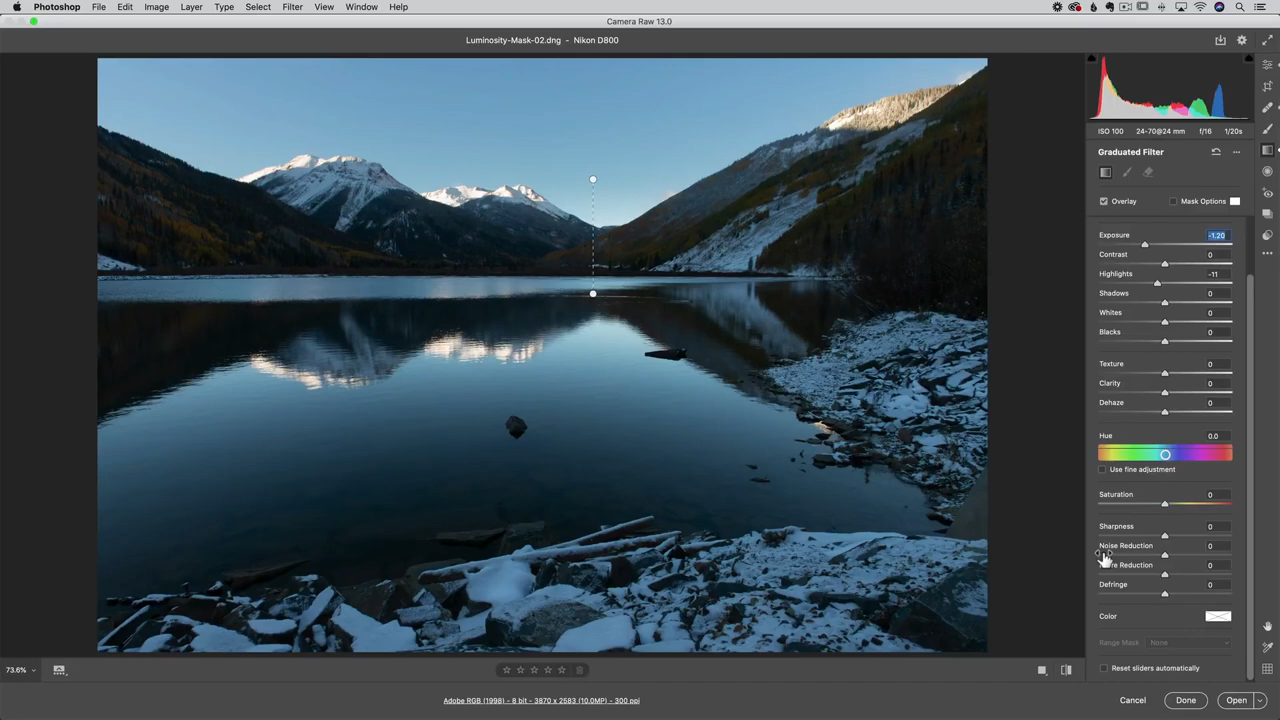 Photoshop File Edit Image Layer Type Select Filter View Window Help
Camera Raw 13.0
Luminosity-Mask-02.dng - Nikon D800
ISO 100 24-70@24 mm f/16 1/20s
Graduated Filter
Overlay Mask Options
Exposure -1.20
Contrast 0
Highlights -11
Shadows 0
Whites 0
Blacks 0
Texture 0
Clarity 0
Dehaze 0
Hue 0.0
Use fine adjustment
Saturation 0
Sharpness 0
Noise Reduction 0
Reduction 0
Defringe 0
Color
Range Mask None
Reset sliders automatically
73.6%
Adobe RGB (1998) - 8 bit - 3870 x 2583 (10.0MP) - 300 ppi
Cancel Done Open